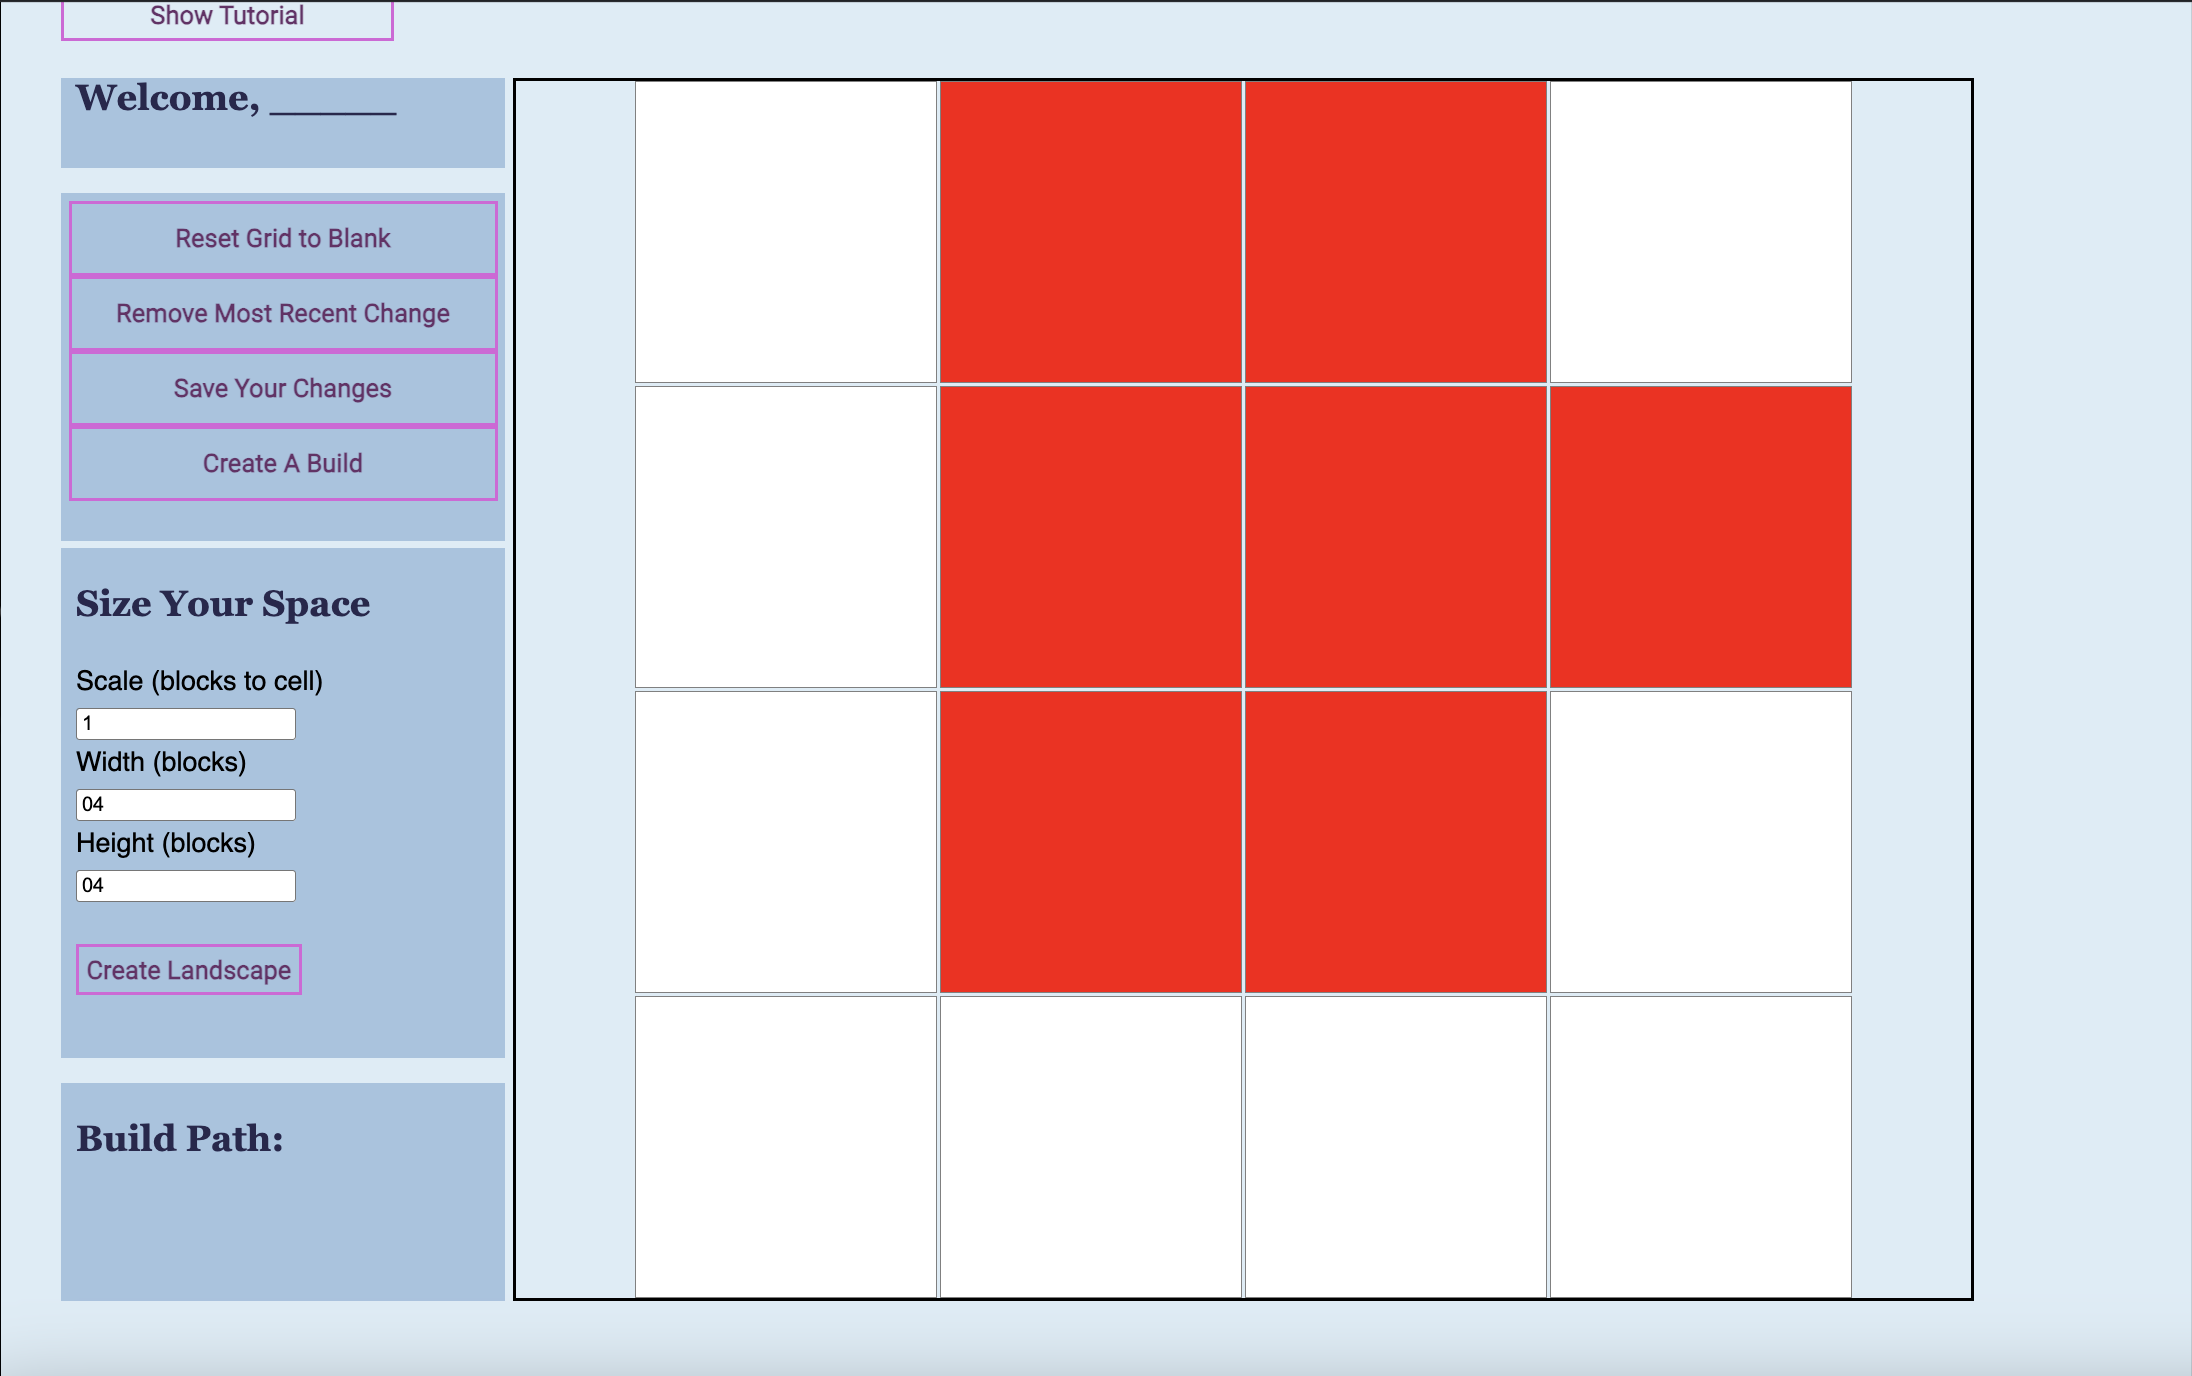 Show Tutorial
Welcome, ______
Reset Grid to Blank
Remove Most Recent Change
Save Your Changes
Create A Build
Size Your Space
Scale (blocks to cell)
1
Width (blocks)
04
Height (blocks)
04
Create Landscape
Build Path: